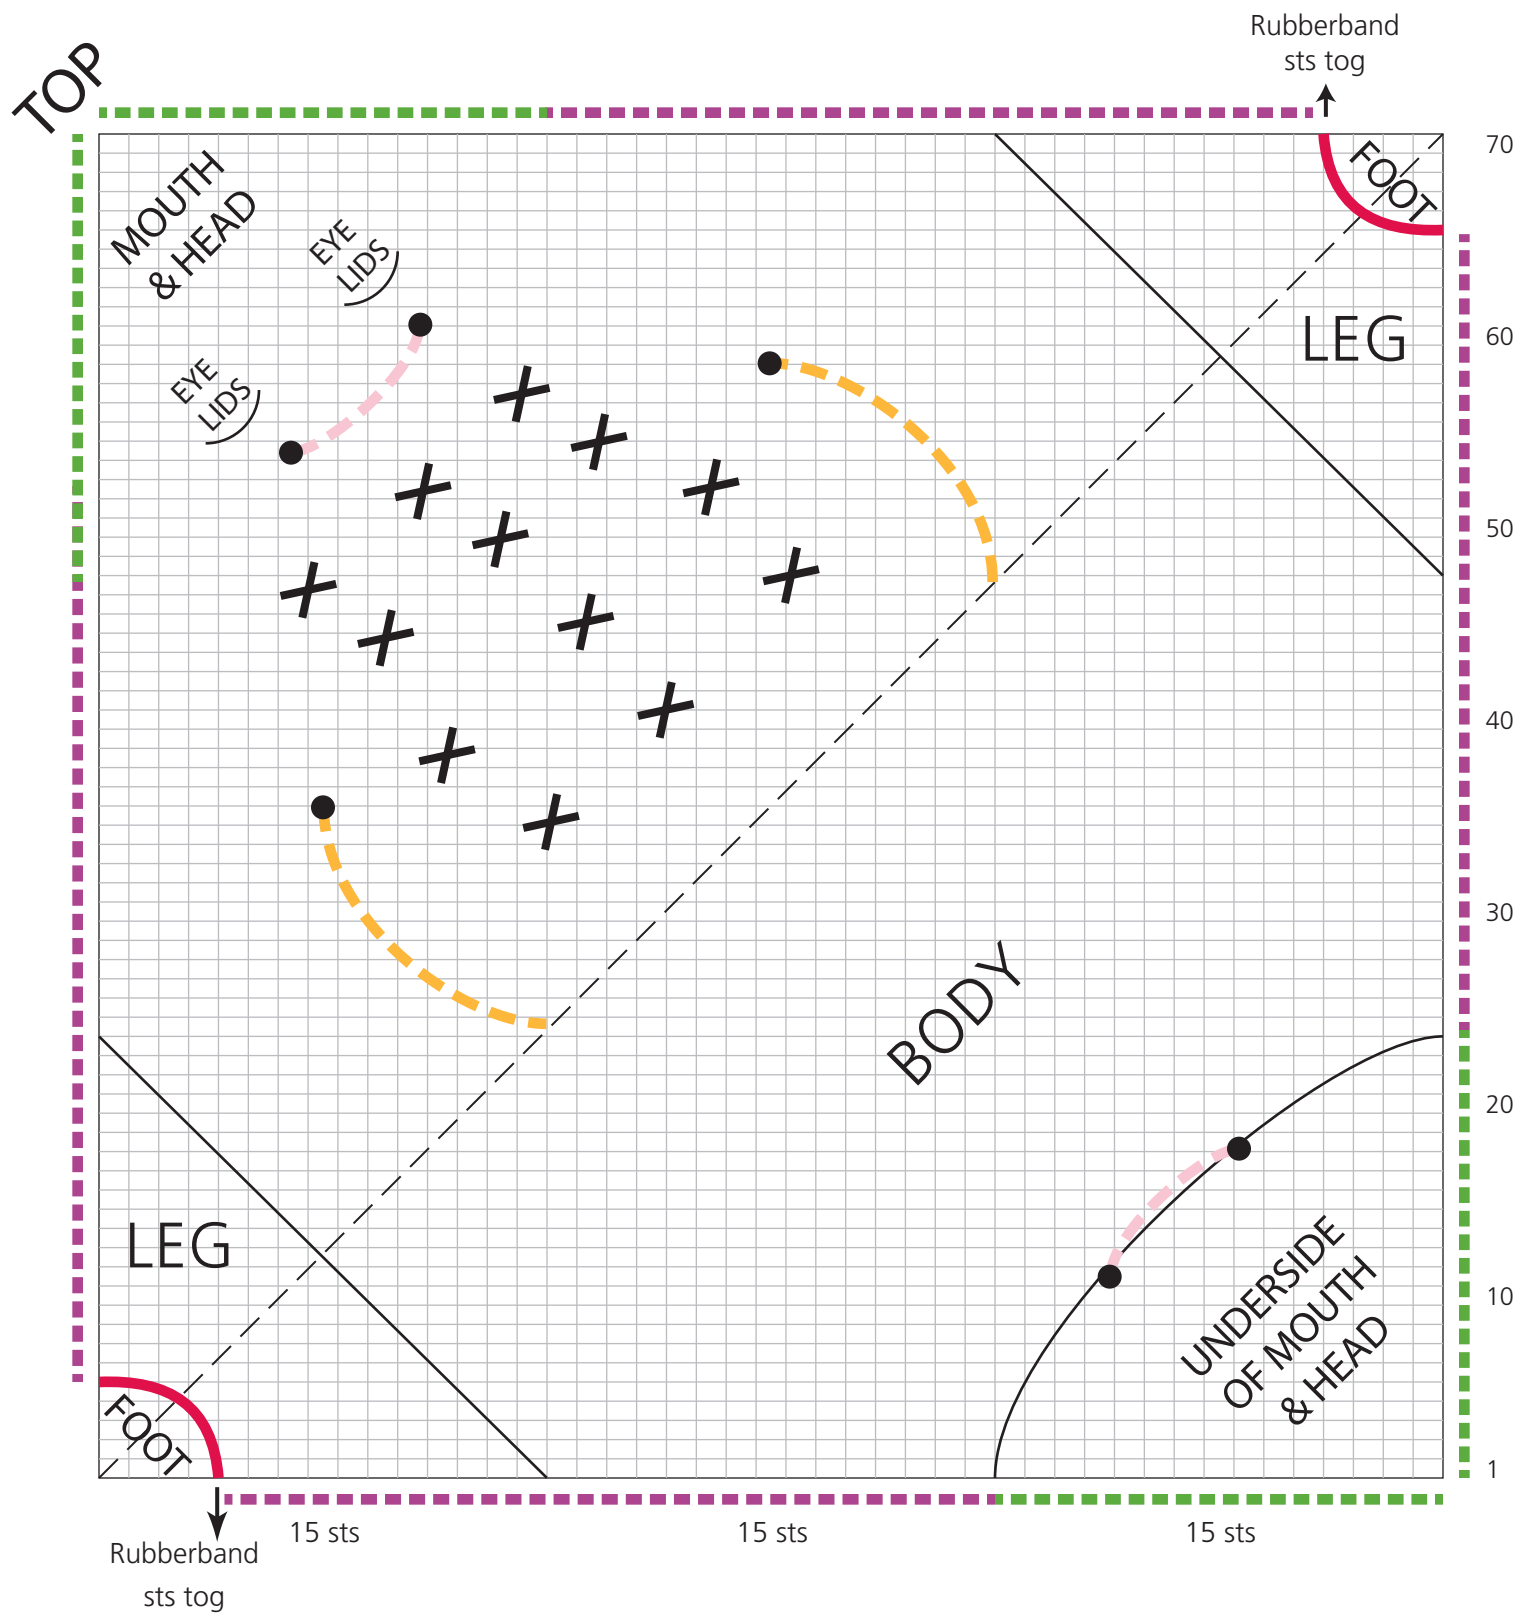 Rubberband
sts tog
TOP
MOUTH
& HEAD
EYE
LIDS
EYE
LIDS
FOOT
LEG
70
60
50
40
30
20
10
1
BODY
LEG
FOOT
UNDERSIDE
OF MOUTH
& HEAD
15 sts
15 sts
15 sts
Rubberband
sts tog